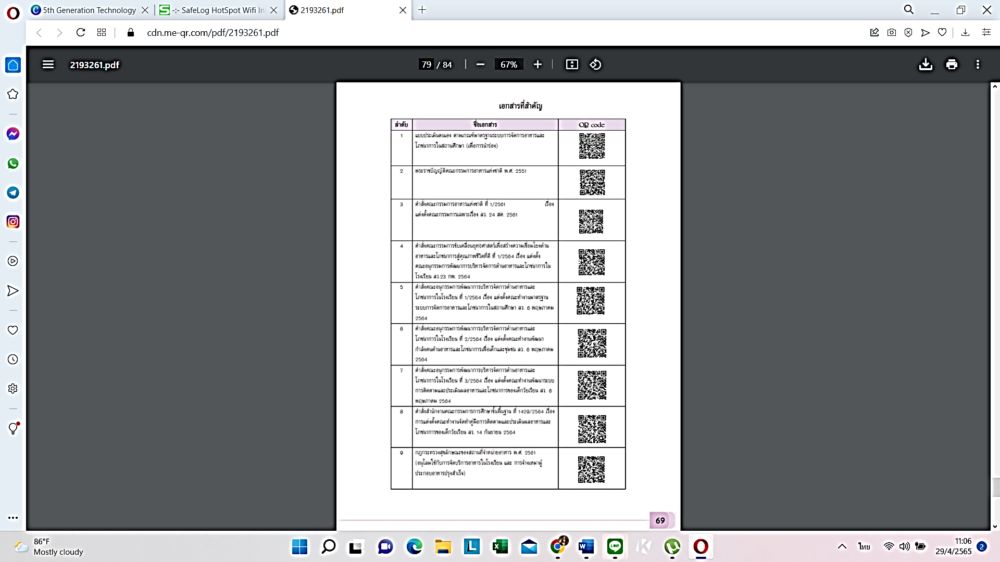 5th Generation Technology
-:- SafeLog HotSpot Wifi In
2193261.pdf
cdn.me-qr.com/pdf/2193261.pdf
2193261.pdf
79 / 84
67%
เอกสารที่สำคัญ
ลำดับ ชื่อเอกสาร QR code
1 แบบประเมินตนเอง ตามเกณฑ์มาตรฐานระบบการจัดการอาหารและ
โภชนาการในสถานศึกษา (เพื่อการนำร่อง)
2 พระราชบัญญัติคณะกรรมการอาหารแห่งชาติ พ.ศ. 2551
3 คำสั่งคณะกรรมการอาหารแห่งชาติ ที่ 1/2561 เรื่อง
แต่งตั้งคณะกรรมการเฉพาะเรื่อง ลว. 24 สค. 2561
4 คำสั่งคณะกรรมการขับเคลื่อนยุทธศาสตร์เพื่อสร้างความเชื่อมโยงด้าน
อาหารและโภชนาการสู่คุณภาพชีวิตที่ดี ที่ 1/2564 เรื่อง แต่งตั้ง
คณะอนุกรรมการพัฒนาการบริหารจัดการด้านอาหารและโภชนาการใน
โรงเรียน ลว.23 กพ. 2564
5 คำสั่งคณะอนุกรรมการพัฒนาการบริหารจัดการด้านอาหารและ
โภชนาการในโรงเรียน ที่ 1/2564 เรื่อง แต่งตั้งคณะทำงานมาตรฐาน
ระบบการจัดการอาหารและโภชนาการในสถานศึกษา ลว. 6 พฤษภาคม
2564
6 คำสั่งคณะอนุกรรมการพัฒนาการบริหารจัดการด้านอาหารและ
โภชนาการในโรงเรียน ที่ 2/2564 เรื่อง แต่งตั้งคณะทำงานพัฒนา
กำลังคนด้านอาหารและโภชนาการเพื่อเด็กและชุมชน ลว. 6 พฤษภาคม
2564
7 คำสั่งคณะอนุกรรมการพัฒนาการบริหารจัดการด้านอาหารและ
โภชนาการในโรงเรียน ที่ 3/2564 เรื่อง แต่งตั้งคณะทำงานพัฒนาระบบ
การติดตามและประเมินผลอาหารและโภชนาการของเด็กวัยเรียน ลว. 6
พฤษภาคม 2564
8 คำสั่งสำนักงานคณะกรรมการการศึกษาขั้นพื้นฐาน ที่ 1429/2564 เรื่อง
การแต่งตั้งคณะทำงานจัดทำคู่มือการติดตามและประเมินผลอาหารและ
โภชนาการของเด็กวัยเรียน ลว. 14 กันยายน 2564
9 กฎกระทรวงสุขลักษณะของสถานที่จำหน่ายอาหาร พ.ศ. 2561
(อนุโลมใช้กับการจัดบริการอาหารในโรงเรียน และ การจ้างเหมาผู้
ประกอบอาหารปรุงสำเร็จ)
69
86°F
Mostly cloudy
LINE
ไทย
11:06
29/4/2565
2